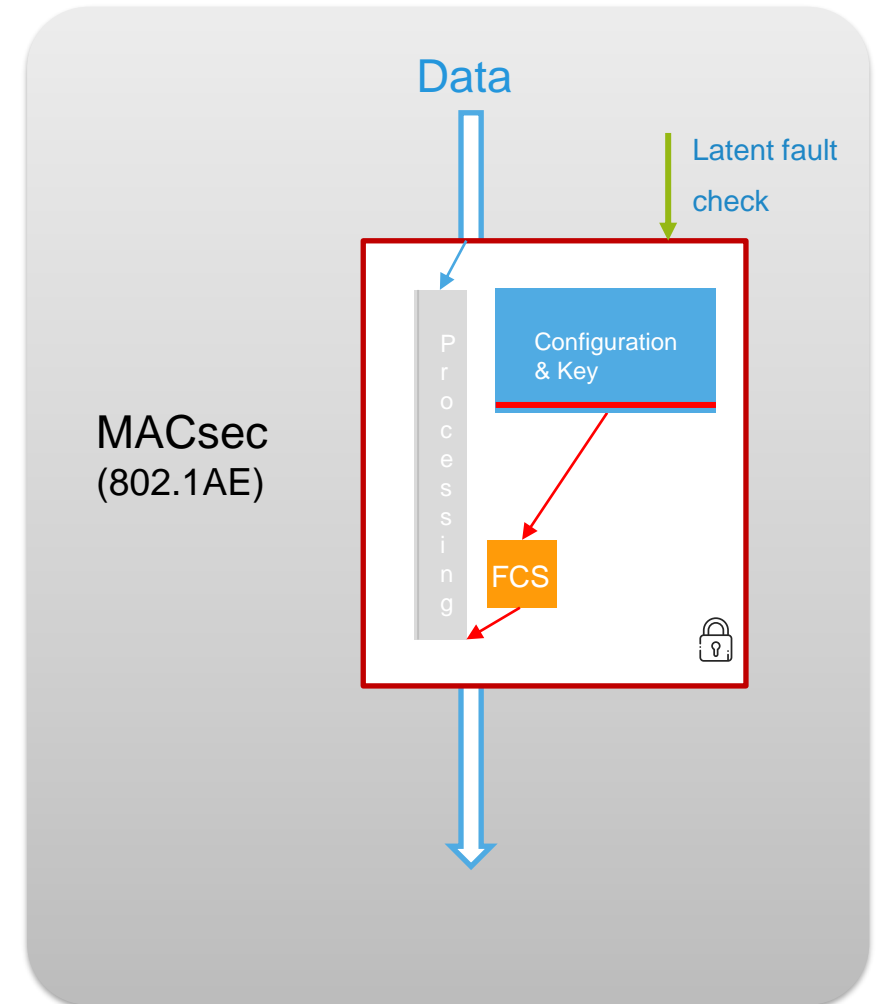 Data
Latent fault
check
Configuration
& Key
Processing
MACsec
(802.1AE)
FCS